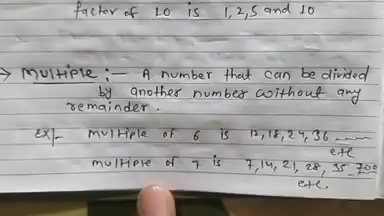 factor of 10 is 1,2,5 and 10
→ Multiple :- A number that can be divided
by another number without any
remainder.
Ex)- multiple of 6 is 12,18,24,36 ......
etc
multiple of 7 is 7,14,21,28,35,700
etc.